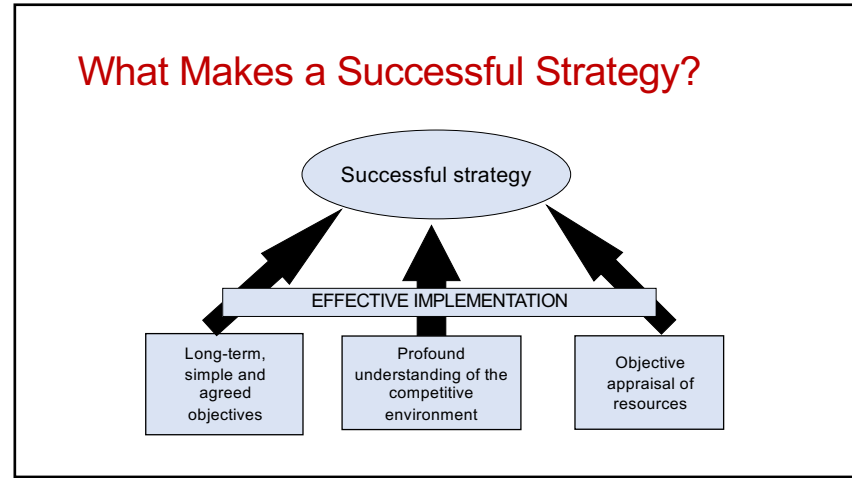 What Makes a Successful Strategy?
Successful strategy
EFFECTIVE IMPLEMENTATION
Long-term,
simple and
agreed
objectives
Profound
understanding of the
competitive
environment
Objective
appraisal of
resources